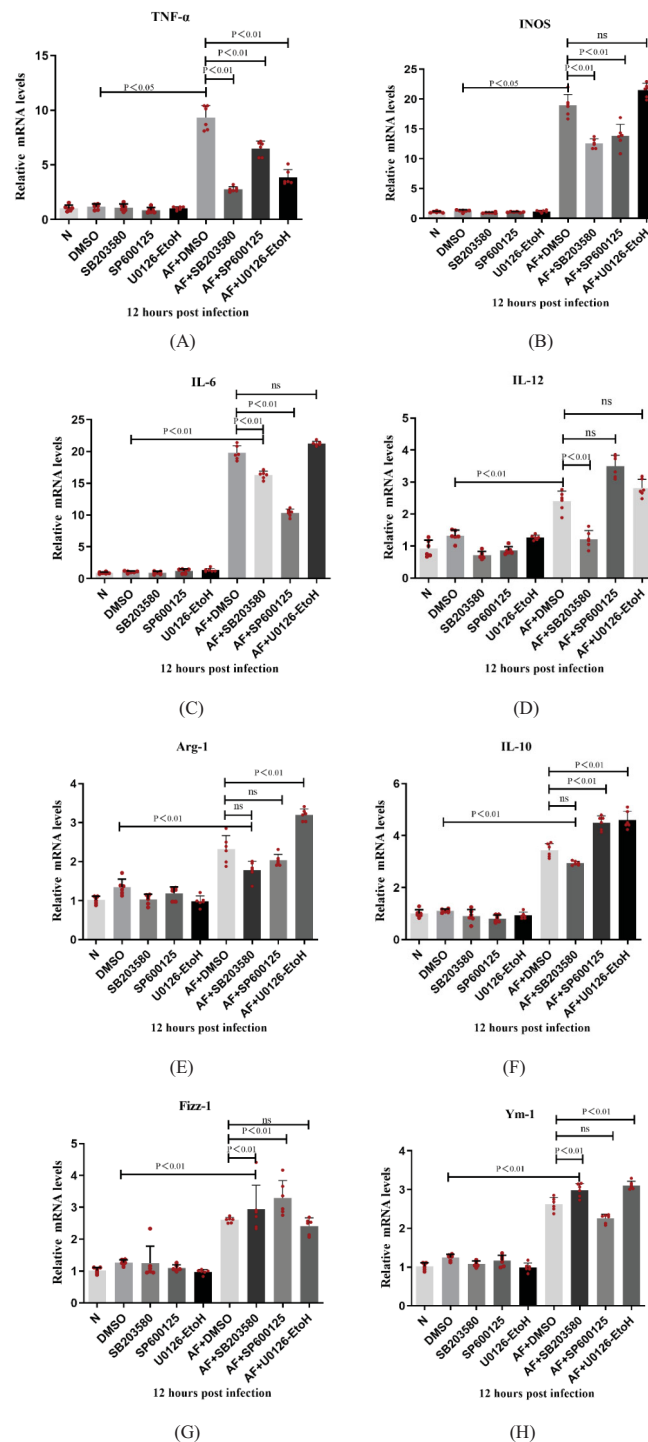 TNF-α
P<0.01
P<0.01
P<0.01
P<0.05
Relative mRNA levels
15
10
5
0
N
DMSO
SB203580
SP600125
U0126-EtoH
AF+DMSO
AF+SB203580
AF+SP600125
AF+U0126-EtoH
12 hours post infection
(A)
INOS
ns
P<0.01
P<0.01
P<0.05
Relative mRNA levels
25
20
15
10
5
0
N
DMSO
SB203580
SP600125
U0126-EtoH
AF+DMSO
AF+SB203580
AF+SP600125
AF+U0126-EtoH
12 hours post infection
(B)
IL-6
ns
P<0.01
P<0.01
P<0.01
Relative mRNA levels
25
20
15
10
5
0
N
DMSO
SB203580
SP600125
U0126-EtoH
AF+DMSO
AF+SB203580
AF+SP600125
AF+U0126-EtoH
12 hours post infection
(C)
IL-12
ns
ns
P<0.01
P<0.01
Relative mRNA levels
4
3
2
1
0
N
DMSO
SB203580
SP600125
U0126-EtoH
AF+DMSO
AF+SB203580
AF+SP600125
AF+U0126-EtoH
12 hours post infection
(D)
Arg-1
P<0.01
ns
ns
P<0.01
Relative mRNA levels
4
3
2
1
0
N
DMSO
SB203580
SP600125
U0126-EtoH
AF+DMSO
AF+SB203580
AF+SP600125
AF+U0126-EtoH
12 hours post infection
(E)
IL-10
P<0.01
P<0.01
ns
P<0.01
Relative mRNA levels
6
4
2
0
N
DMSO
SB203580
SP600125
U0126-EtoH
AF+DMSO
AF+SB203580
AF+SP600125
AF+U0126-EtoH
12 hours post infection
(F)
Fizz-1
ns
P<0.01
P<0.01
P<0.01
Relative mRNA levels
5
4
3
2
1
0
N
DMSO
SB203580
SP600125
U0126-EtoH
AF+DMSO
AF+SB203580
AF+SP600125
AF+U0126-EtoH
12 hours post infection
(G)
Ym-1
P<0.01
ns
P<0.01
P<0.01
Relative mRNA levels
4
3
2
1
0
N
DMSO
SB203580
SP600125
U0126-EtoH
AF+DMSO
AF+SB203580
AF+SP600125
AF+U0126-EtoH
12 hours post infection
(H)